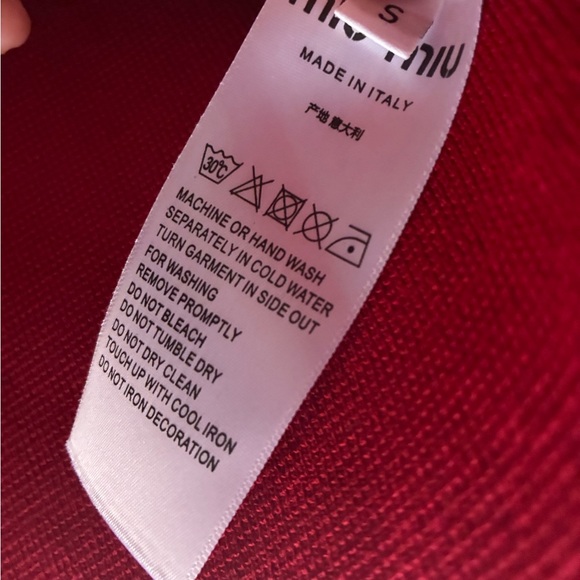 S
miu miu
MADE IN ITALY
产地 意大利
30°C
MACHINE OR HAND WASH
SEPARATELY IN COLD WATER
TURN GARMENT IN SIDE OUT
FOR WASHING
REMOVE PROMPTLY
DO NOT BLEACH
DO NOT TUMBLE DRY
DO NOT DRY CLEAN
TOUCH UP WITH COOL IRON
DO NOT IRON DECORATION